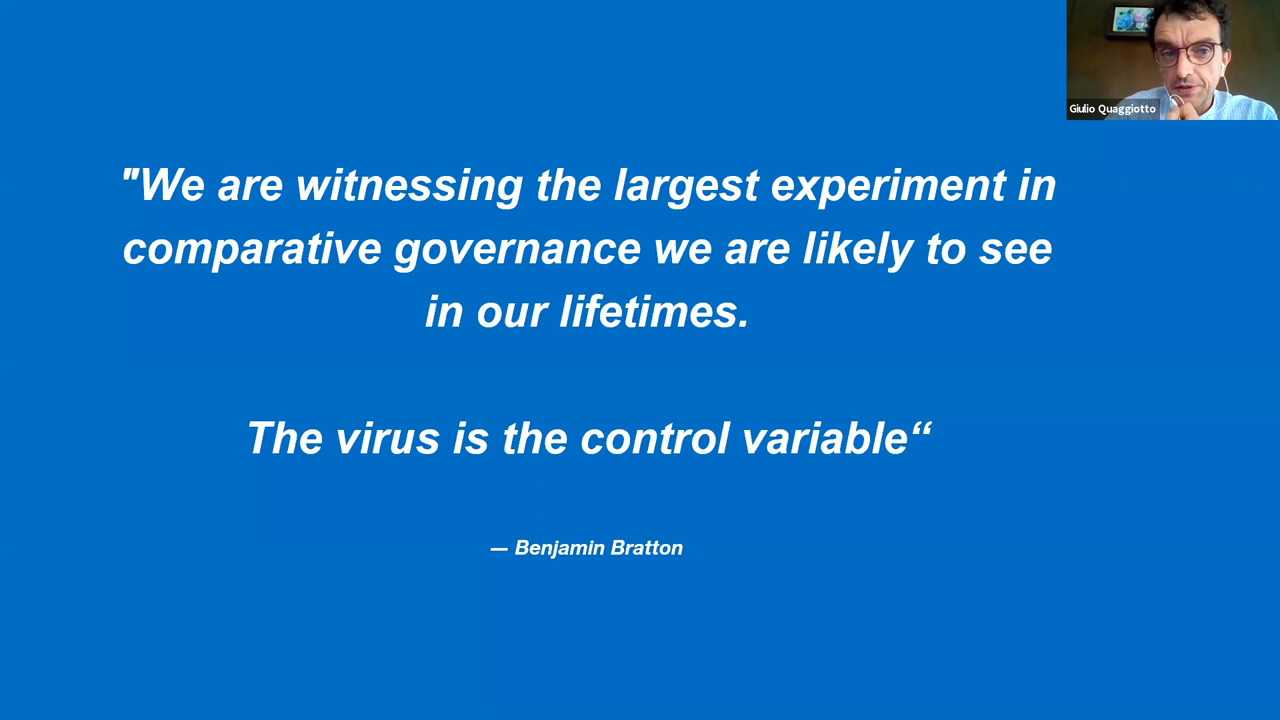 Giulio Quaggiotto
"We are witnessing the largest experiment in
comparative governance we are likely to see
in our lifetimes.
The virus is the control variable“
— Benjamin Bratton